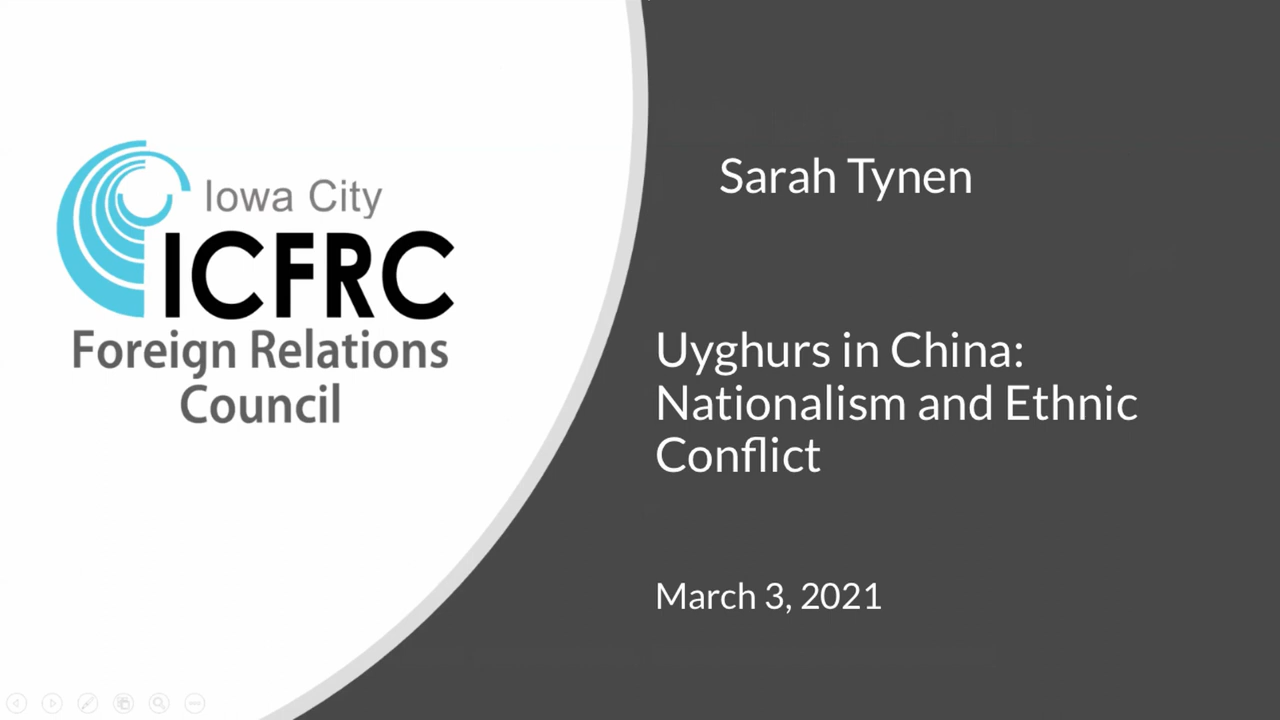 Iowa City
ICFRC
Foreign Relations
Council
Sarah Tynen
Uyghurs in China:
Nationalism and Ethnic
Conflict
March 3, 2021